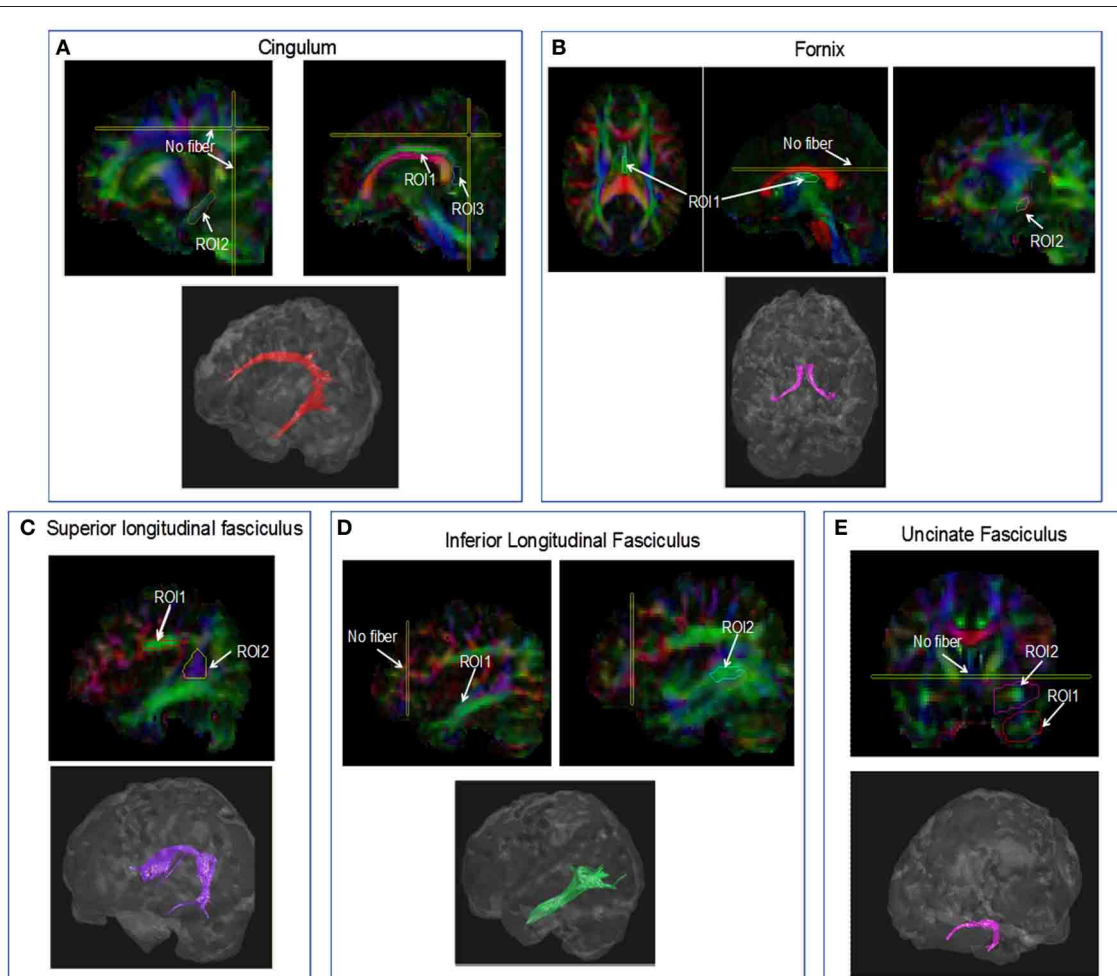 A
Cingulum
No fiber
ROI2
ROI1
ROI3
B
Fornix
No fiber
ROI1
ROI2
C Superior longitudinal fasciculus
ROI1
ROI2
D
Inferior Longitudinal Fasciculus
No fiber
ROI1
ROI2
E
Uncinate Fasciculus
No fiber
ROI2
ROI1